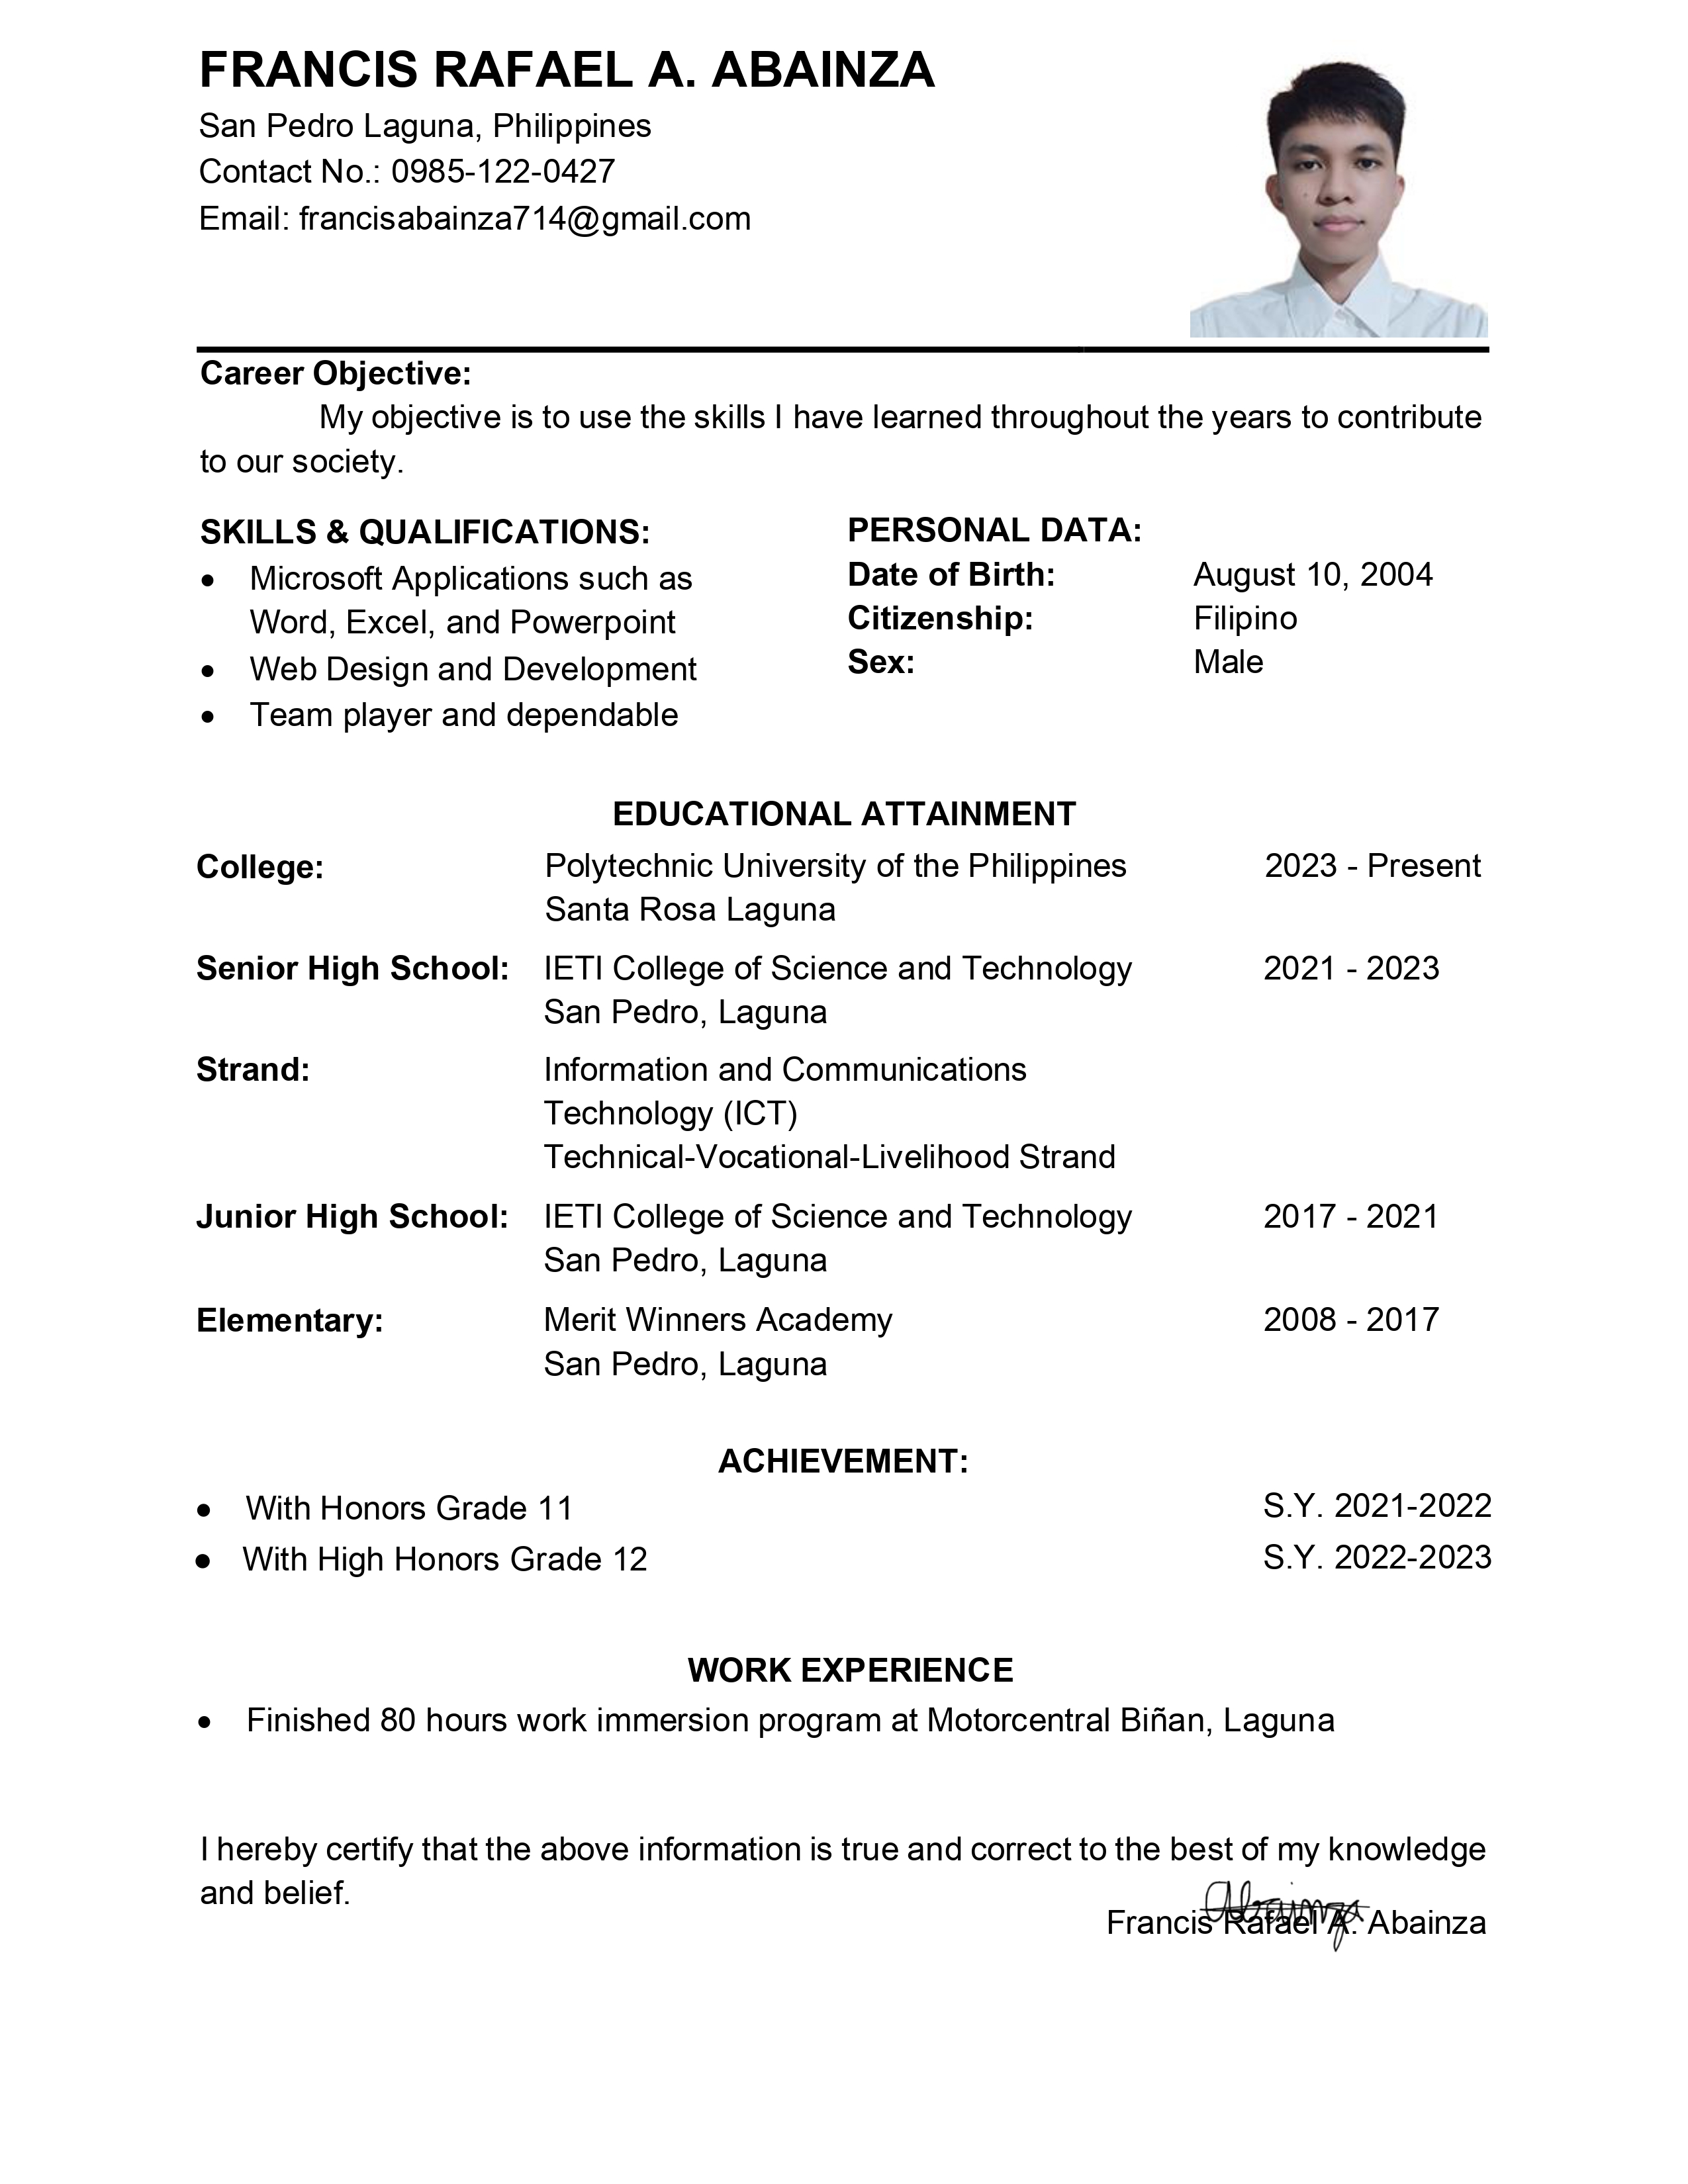 FRANCIS RAFAEL A. ABAINZA
San Pedro Laguna, Philippines
Contact No.: 0985-122-0427
Email: francisabainza714@gmail.com
Career Objective:
My objective is to use the skills I have learned throughout the years to contribute
to our society.
SKILLS & QUALIFICATIONS:
• Microsoft Applications such as
Word, Excel, and Powerpoint
• Web Design and Development
• Team player and dependable
PERSONAL DATA:
Date of Birth: August 10, 2004
Citizenship: Filipino
Sex: Male
EDUCATIONAL ATTAINMENT
College: Polytechnic University of the Philippines 2023 - Present
Santa Rosa Laguna
Senior High School: IETI College of Science and Technology 2021 - 2023
San Pedro, Laguna
Strand: Information and Communications
Technology (ICT)
Technical-Vocational-Livelihood Strand
Junior High School: IETI College of Science and Technology 2017 - 2021
San Pedro, Laguna
Elementary: Merit Winners Academy 2008 - 2017
San Pedro, Laguna
ACHIEVEMENT:
• With Honors Grade 11 S.Y. 2021-2022
• With High Honors Grade 12 S.Y. 2022-2023
WORK EXPERIENCE
• Finished 80 hours work immersion program at Motorcentral Biñan, Laguna
I hereby certify that the above information is true and correct to the best of my knowledge
and belief.
Abainza
Francis Rafael A. Abainza